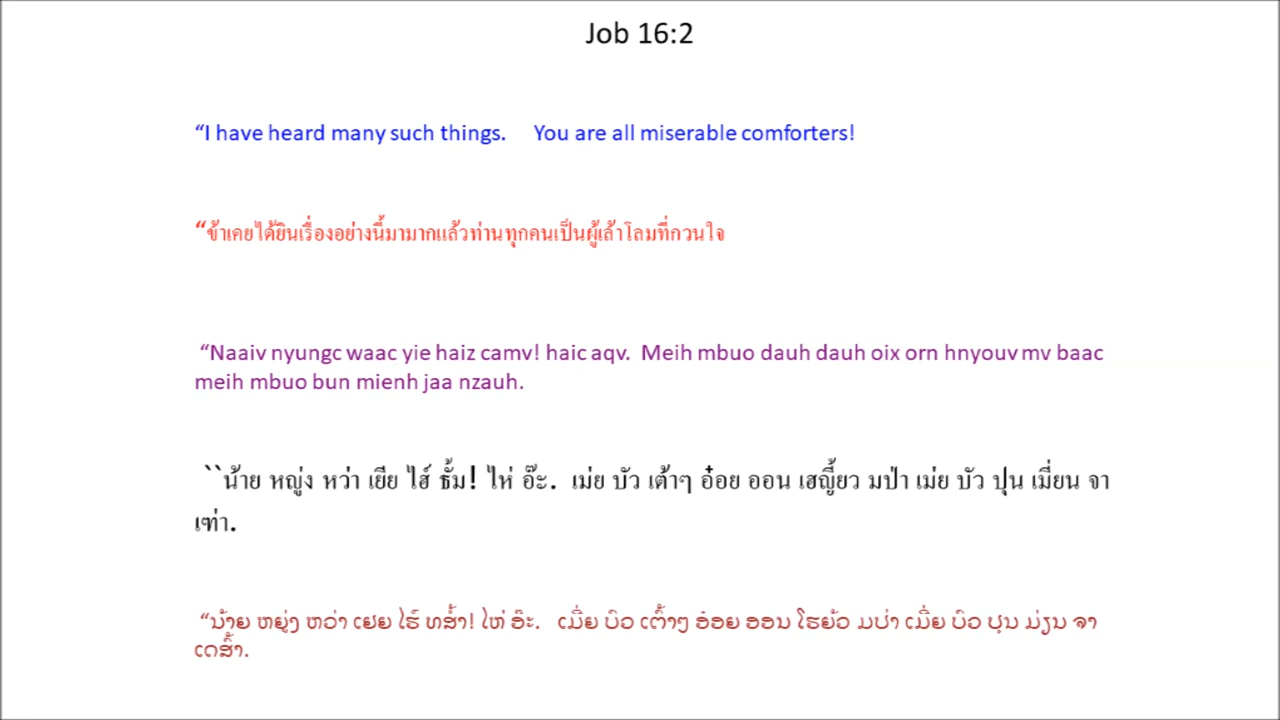 Job 16:2
“I have heard many such things. You are all miserable comforters!
“ข้าเคยได้ยินเรื่องอย่างนี้มามากแล้วท่านทุกคนเป็นผู้เล้าโลมที่กวนใจ
“Naaiv nyungc waac yie haiz camv! haic aqv. Meih mbuo dauh dauh oix orn hnyouv mv baac
meih mbuo bun mienh jaa nzauh.
``น้าย หญู่ง หว่า เยีย ไฮ์ ธั้ม! ไห่ อ๊ะ. เม่ย บัว เต้าๆ อ๋อย ออน เฮญี้ยว มป่า เม่ย บัว ปุน เมี่ยน จา
เฑ่า.
“ນ້າຍ ຫຍູ່ງ ຫວ່າ ເຢຍ ໄຮ໌ ທສ້ຳ! ໄຫ່ ອ໊ະ. ເມີ່ຍ ບົວ ເຕົ້າໆ ອ໋ອຍ ອອນ ໂຮຍ້ວ ມປ່າ ເມີ່ຍ ບົວ ປຸນ ມ່ຽນ ຈາ
ເດສົ້າ.